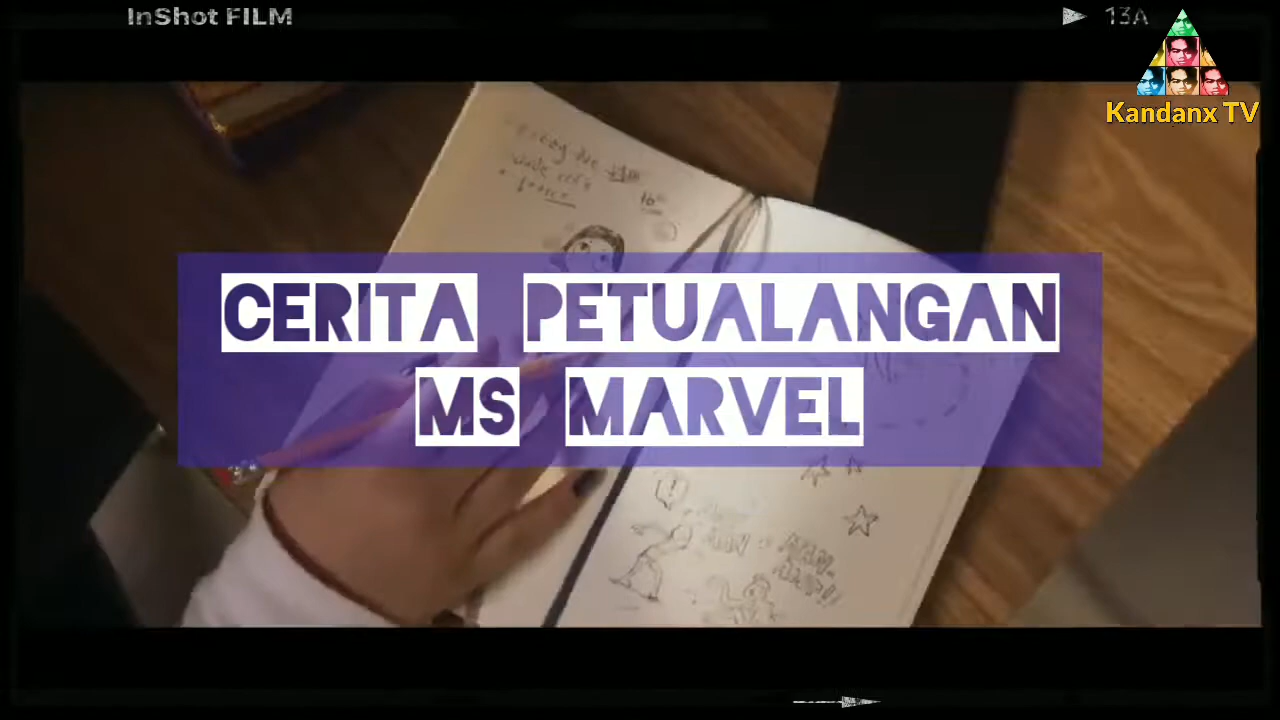 InShot FILM
13A
Kandanx TV
CERITA PETUALANGAN
MS MARVEL